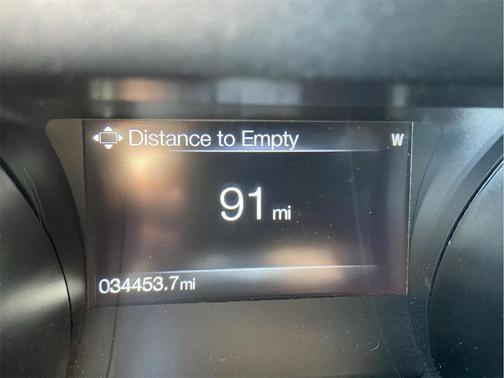 Distance to Empty W
91 mi
034453.7mi